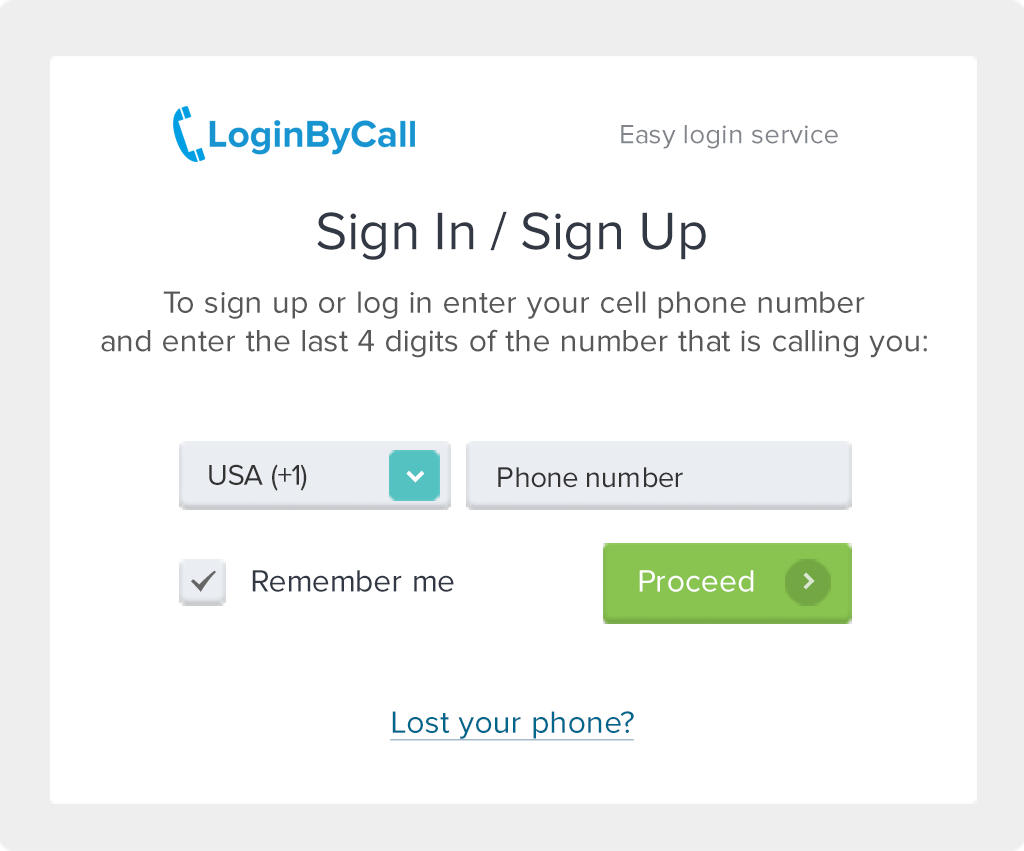 LoginByCall
Easy login service
Sign In / Sign Up
To sign up or log in enter your cell phone number
and enter the last 4 digits of the number that is calling you:
USA (+1)
Phone number
Remember me
Proceed
Lost your phone?